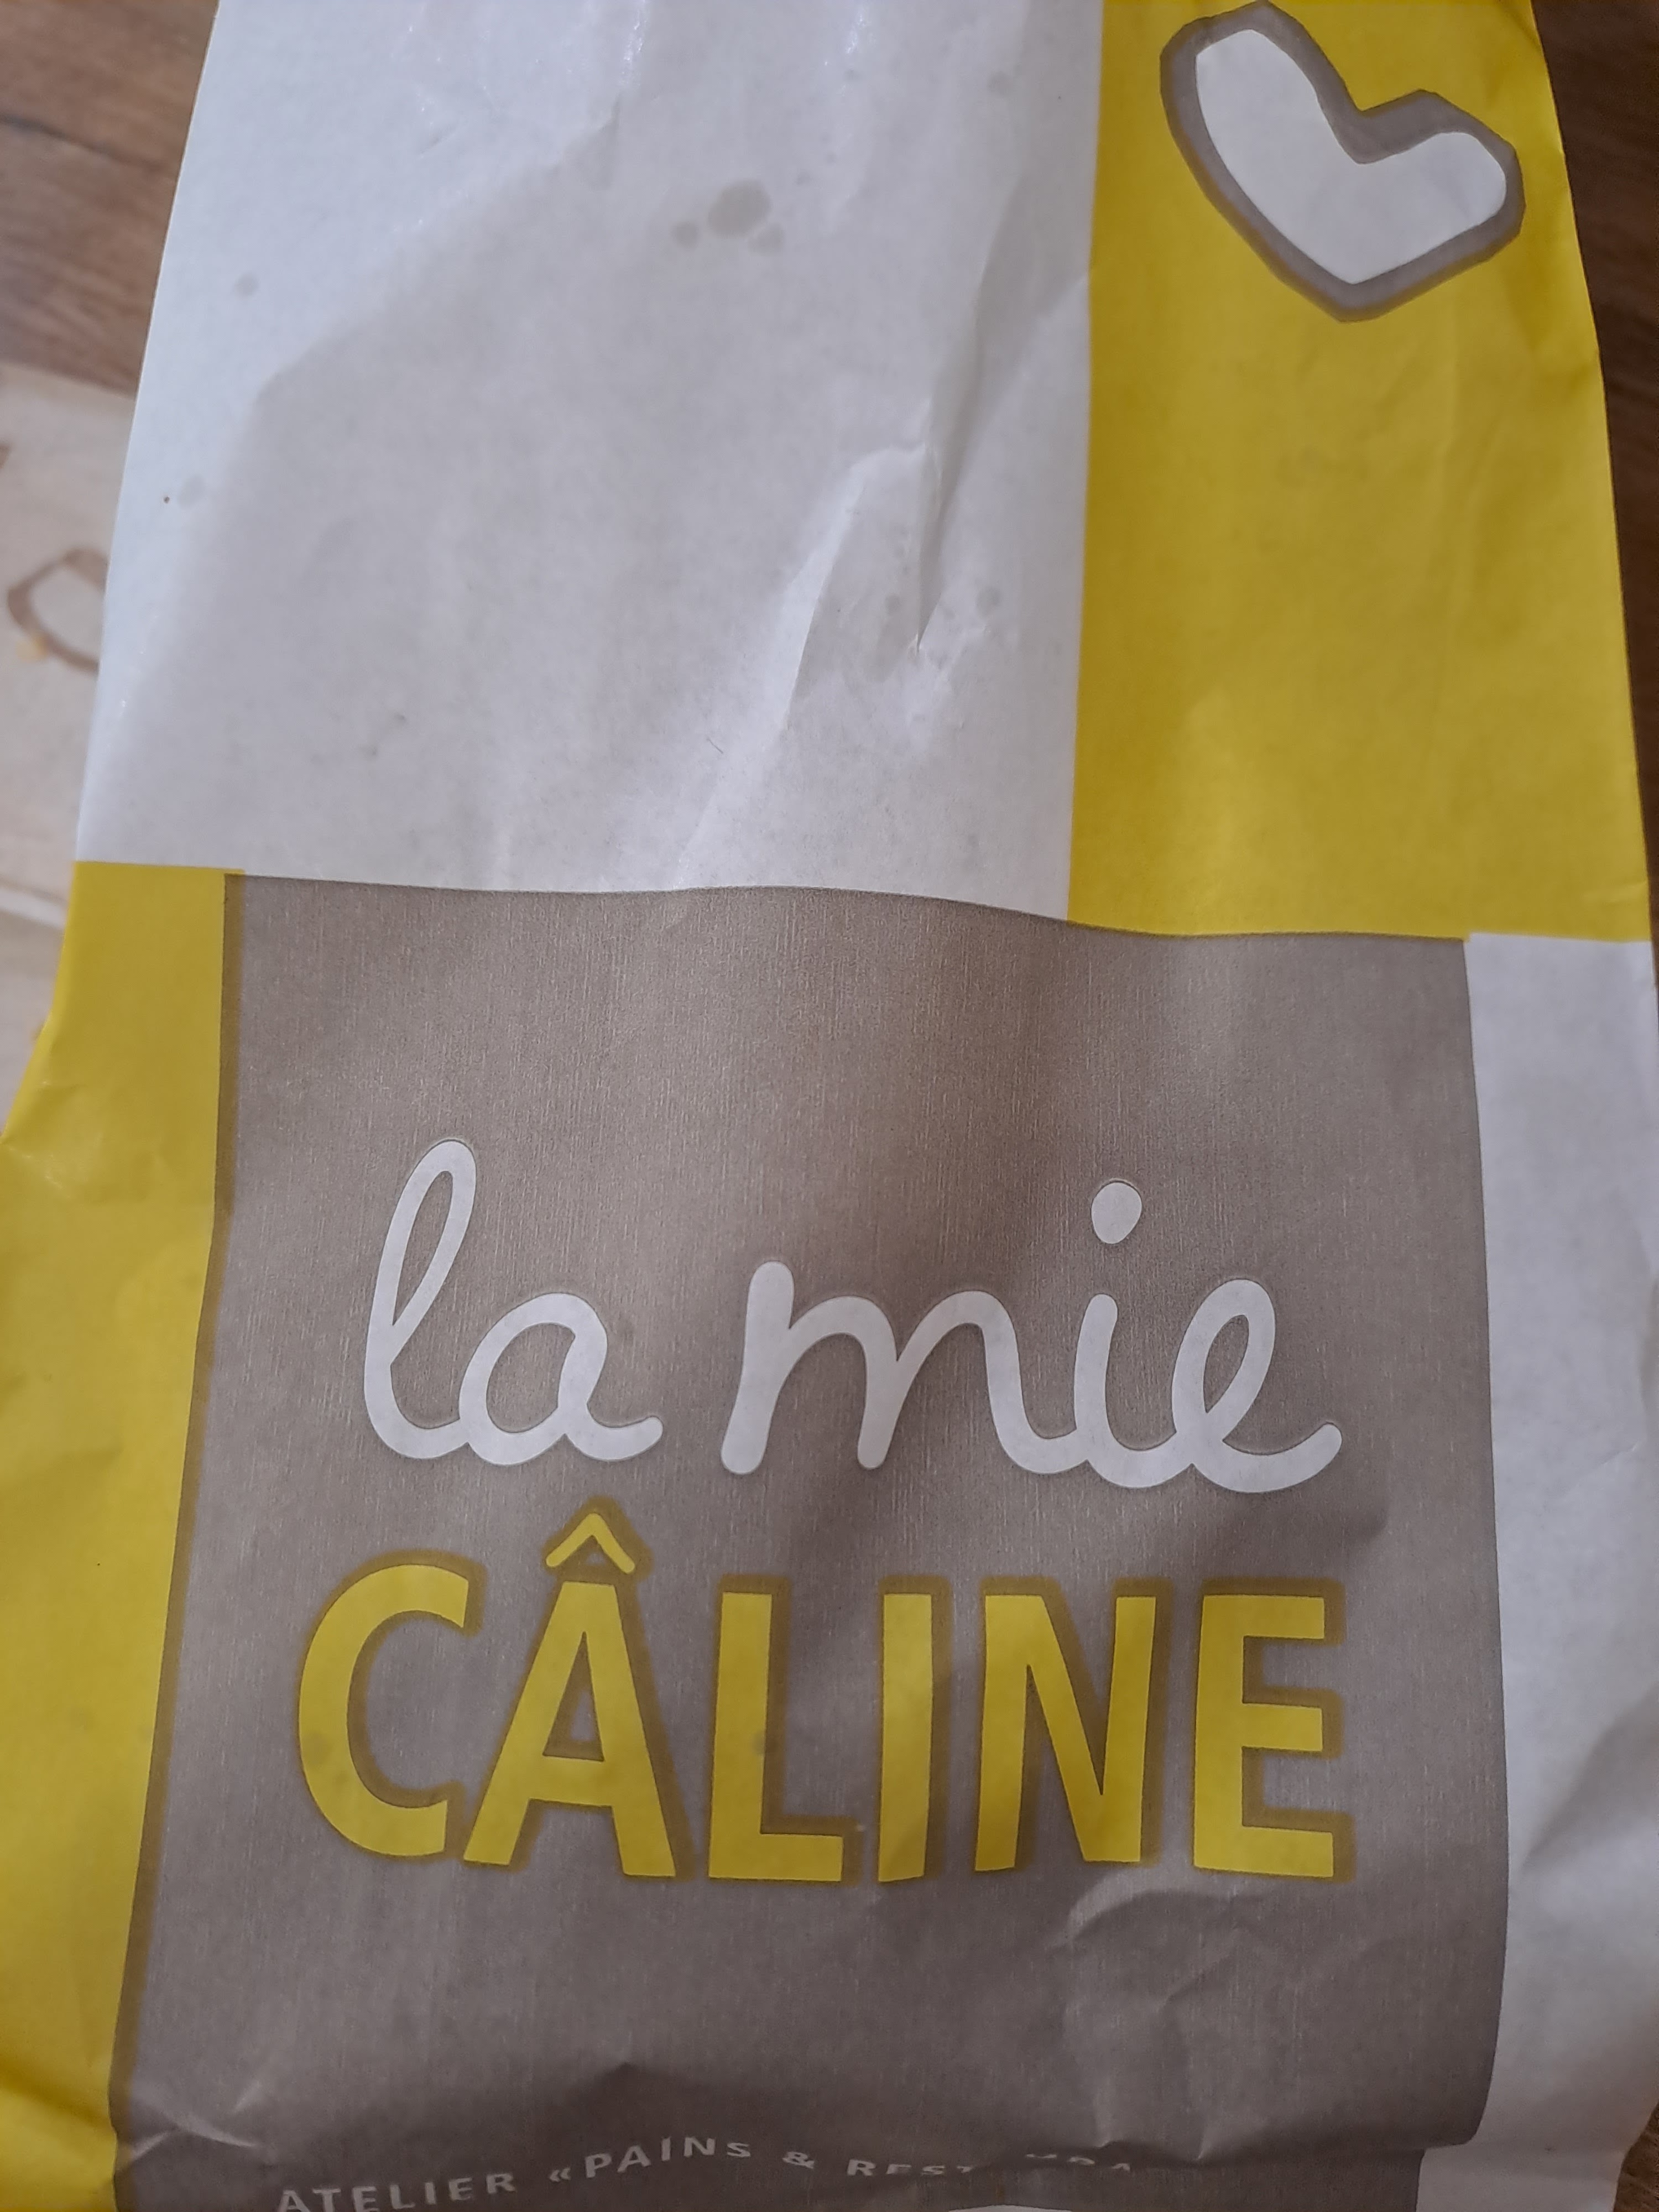 la mie
CÂLINE
ATELIER «PAINS &